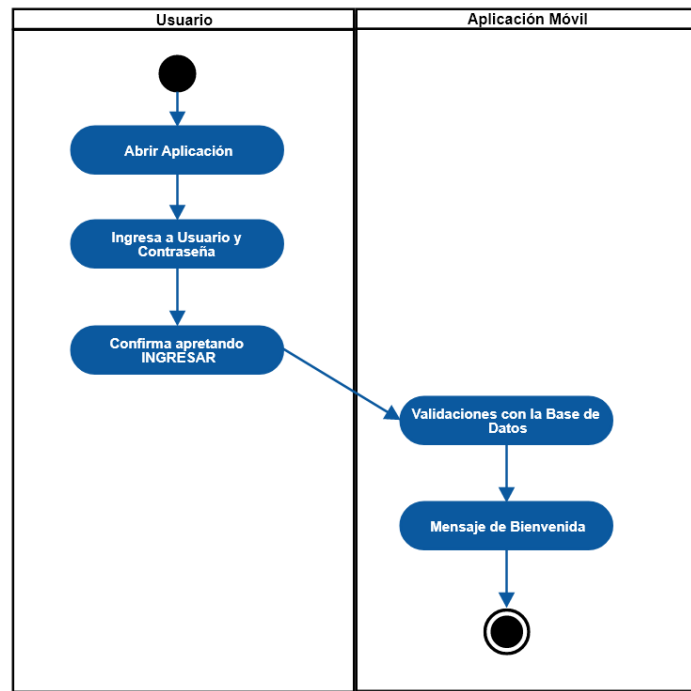 Usuario
Aplicación Móvil
Abrir Aplicación
Ingresa a Usuario y
Contraseña
Confirma apretando
INGRESAR
Validaciones con la Base de
Datos
Mensaje de Bienvenida